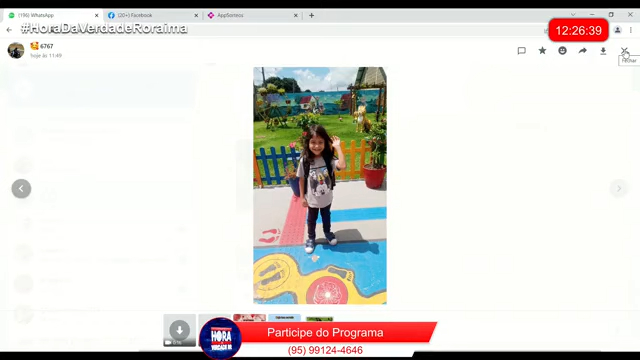 (196) WhatsApp
(20+) Facebook
AppSorteos
#HoraDaVerdadeRoraima
12:26:39
6767
hoje às 11:49
Fechar
HORA
Participe do Programa
(95) 99124-4646